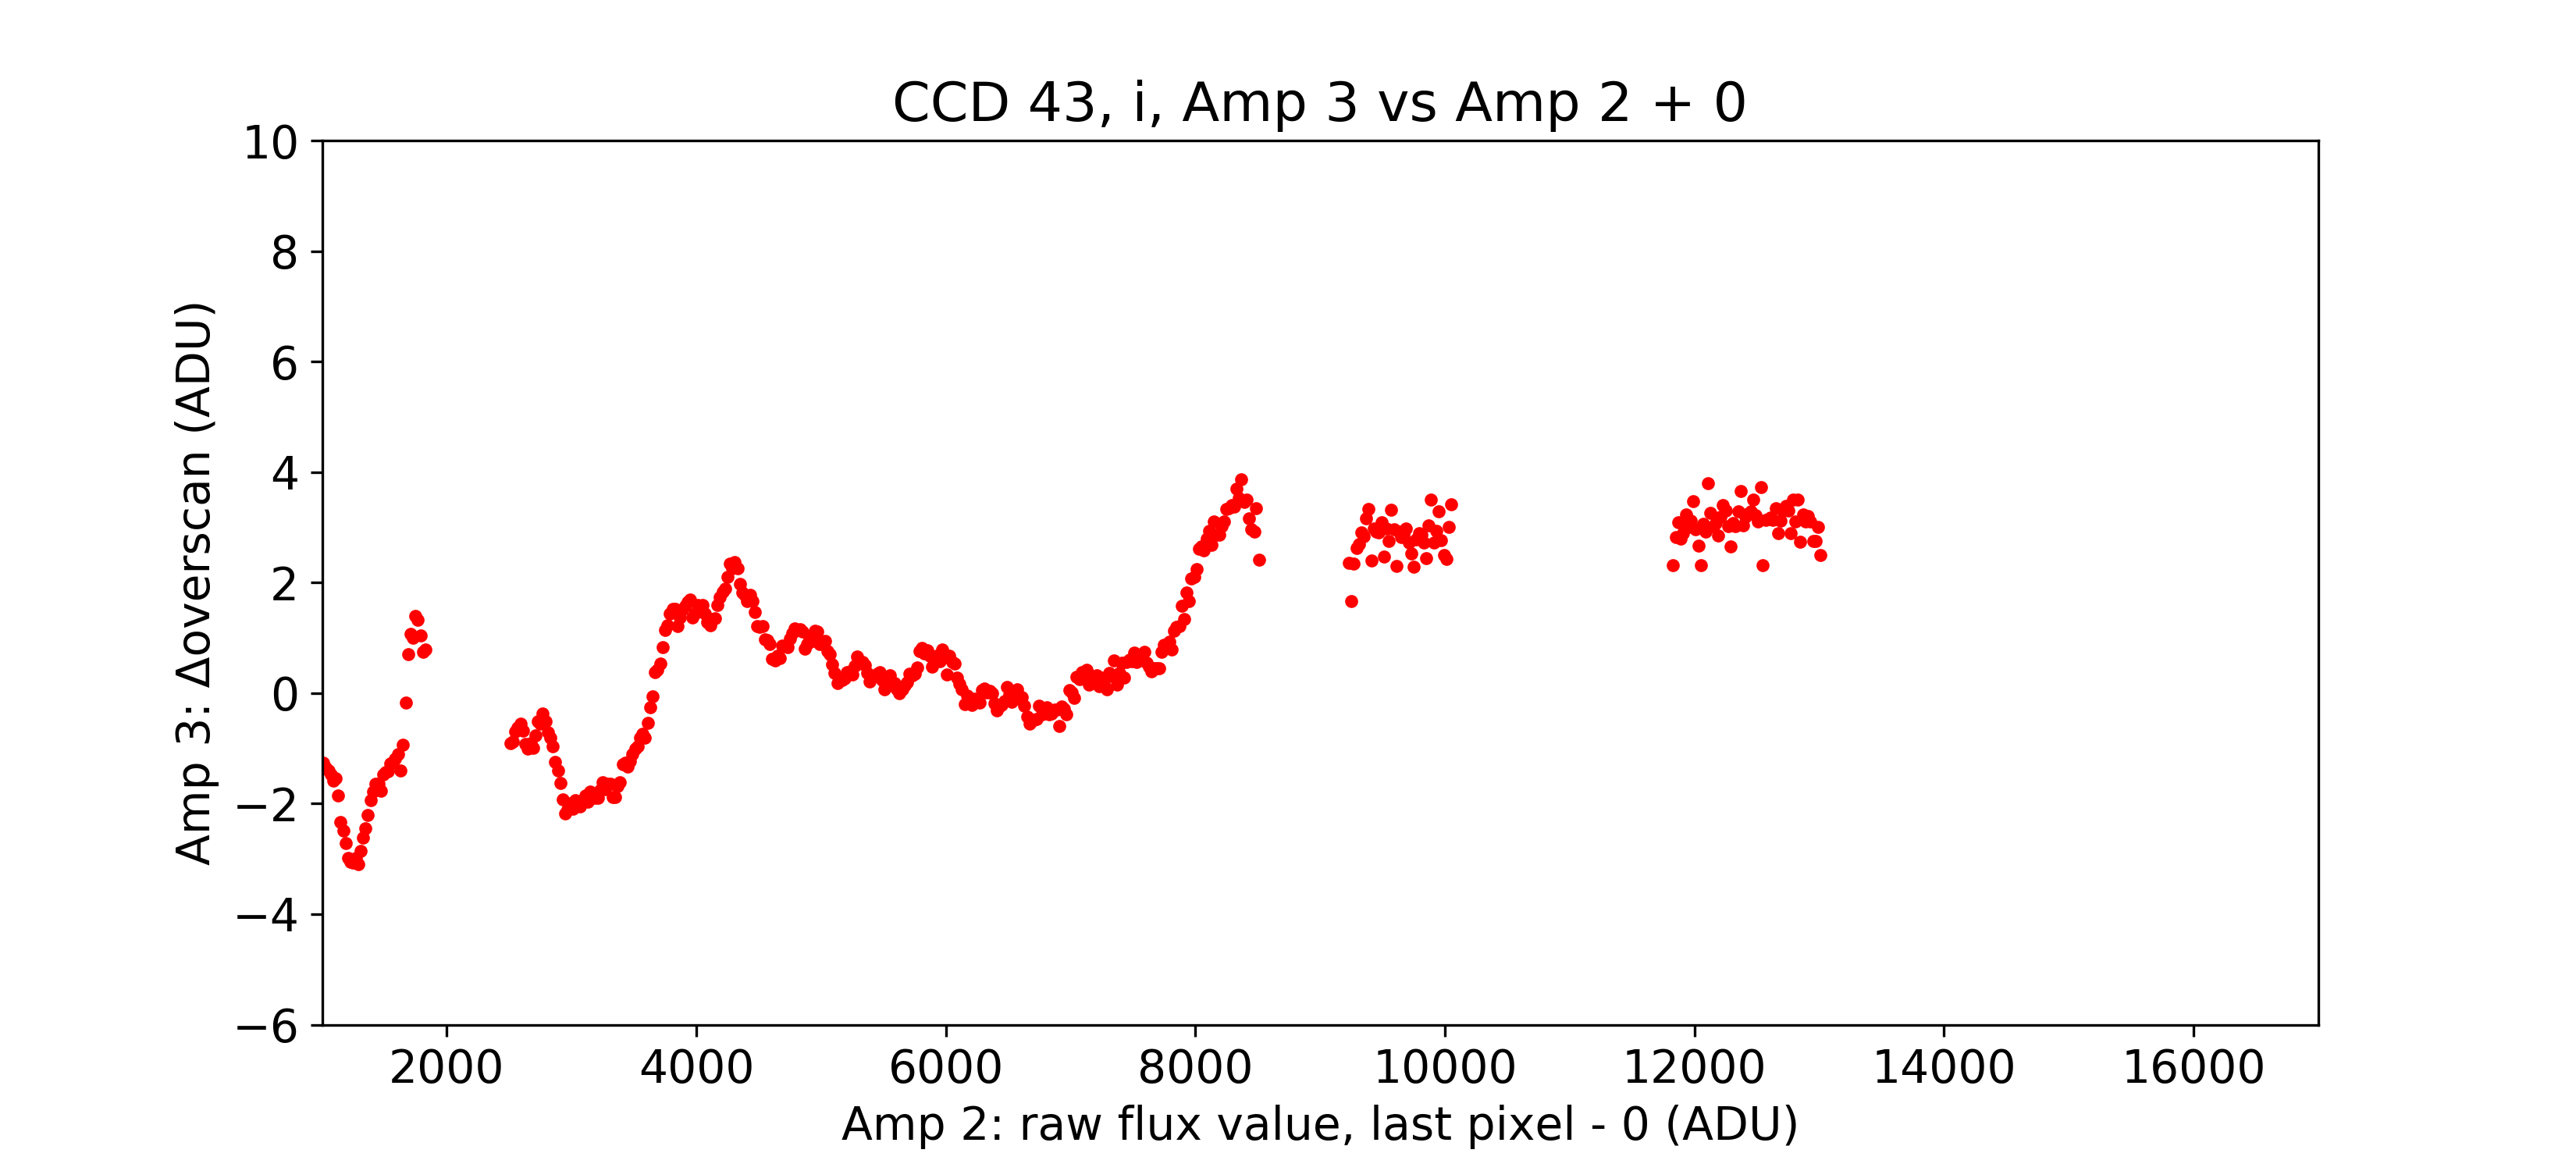 CCD 43, i, Amp 3 vs Amp 2 + 0
10
8
6
4
2
0
−2
−4
−6
Amp 3: Δoverscan (ADU)
2000 4000 6000 8000 10000 12000 14000 16000
Amp 2: raw flux value, last pixel - 0 (ADU)